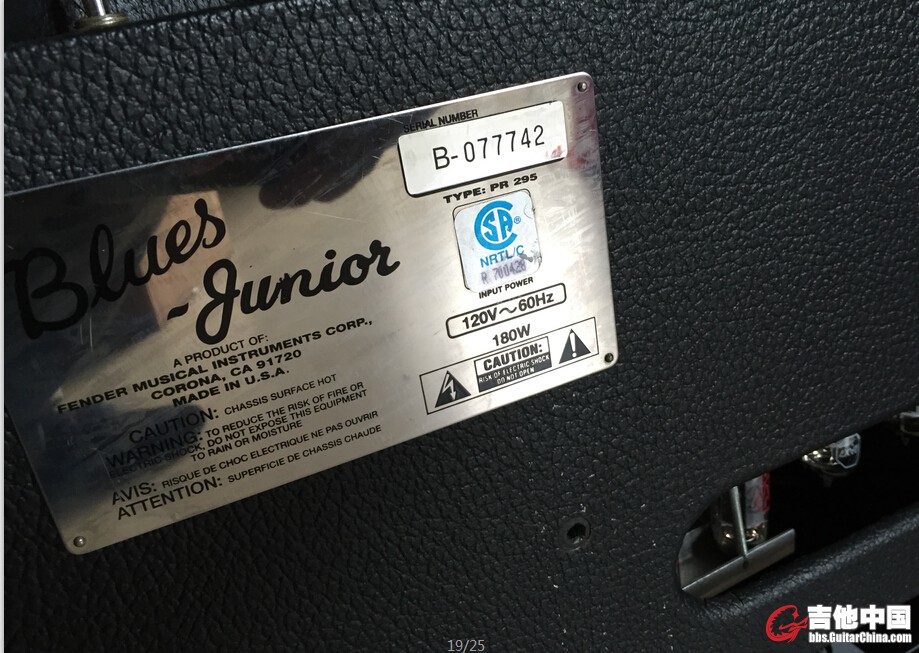 SERIAL NUMBER
B-077742
TYPE: PR 295
CSA®
NRTL/C
INPUT POWER
120V～60Hz
180W
CAUTION:
RISK OF ELECTRIC SHOCK
DO NOT OPEN
Blues
-Junior
A PRODUCT OF:
FENDER MUSICAL INSTRUMENTS CORP.,
CORONA, CA 91720
MADE IN U.S.A.
CAUTION: CHASSIS SURFACE HOT
WARNING: TO REDUCE THE RISK OF FIRE OR
ELECTRIC SHOCK, DO NOT EXPOSE THIS EQUIPMENT
TO RAIN OR MOISTURE
AVIS: RISQUE DE CHOC ELECTRIQUE NE PAS OUVRIR
ATTENTION: SUPERFICIE DE CHASSIS CHAUDE
19/25
吉他中国
bbs.GuitarChina.com